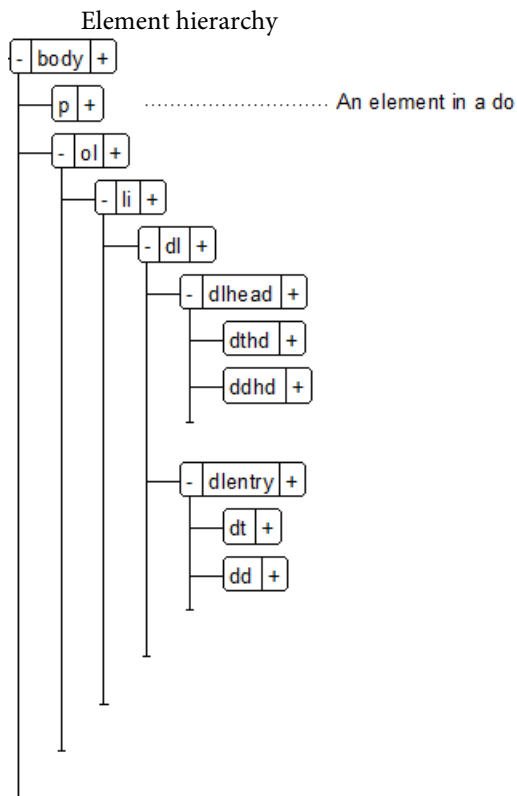 Element hierarchy
- body +
p + An element in a do
- ol +
- li +
- dl +
- dlhead +
dthd +
ddhd +
- dlentry +
dt +
dd +